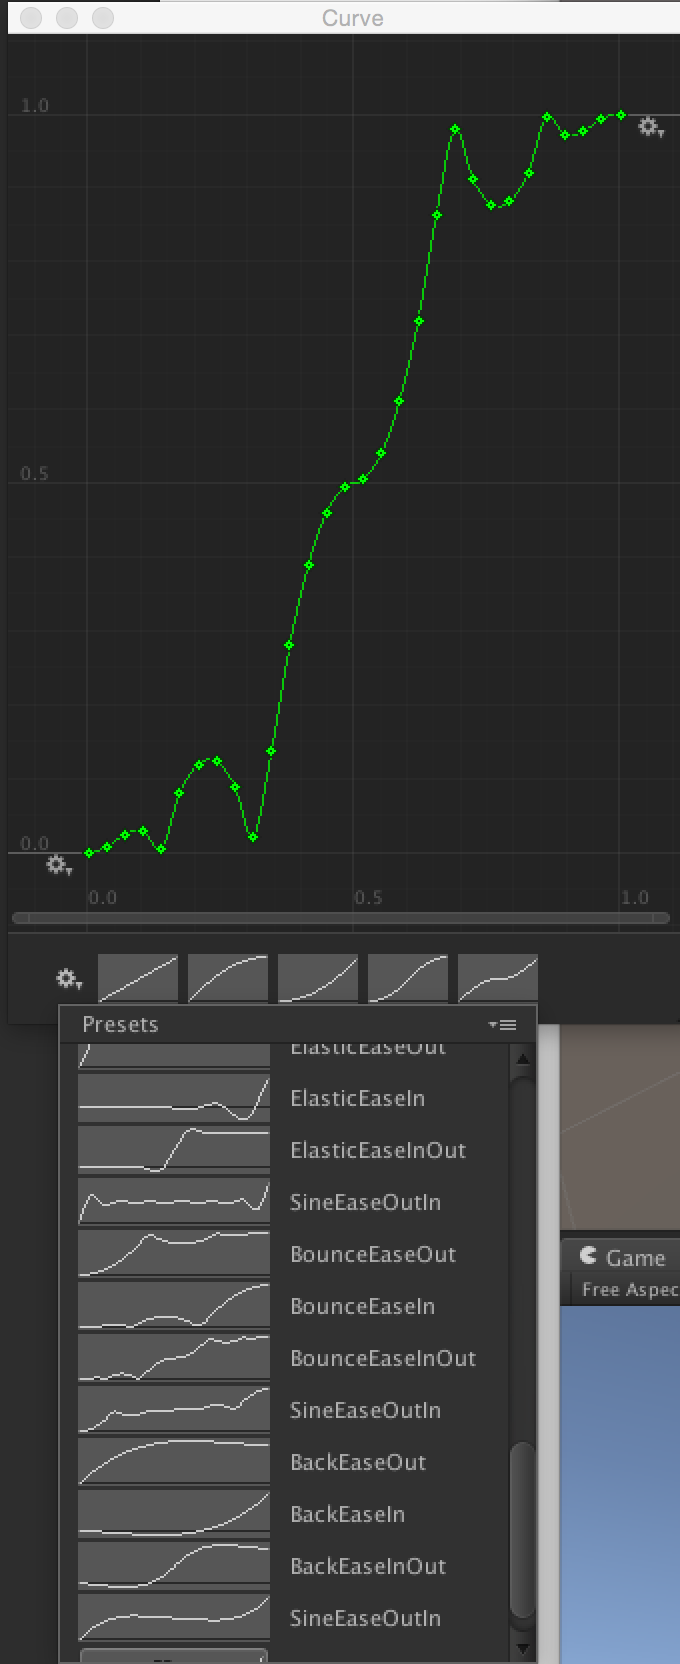 Curve
1.0
0.5
0.0
0.0 0.5 1.0
Presets
ElasticEaseOut
ElasticEaseIn
ElasticEaseInOut
SineEaseOutIn
BounceEaseOut
BounceEaseIn
BounceEaseInOut
SineEaseOutIn
BackEaseOut
BackEaseIn
BackEaseInOut
SineEaseOutIn
Game
Free Aspec